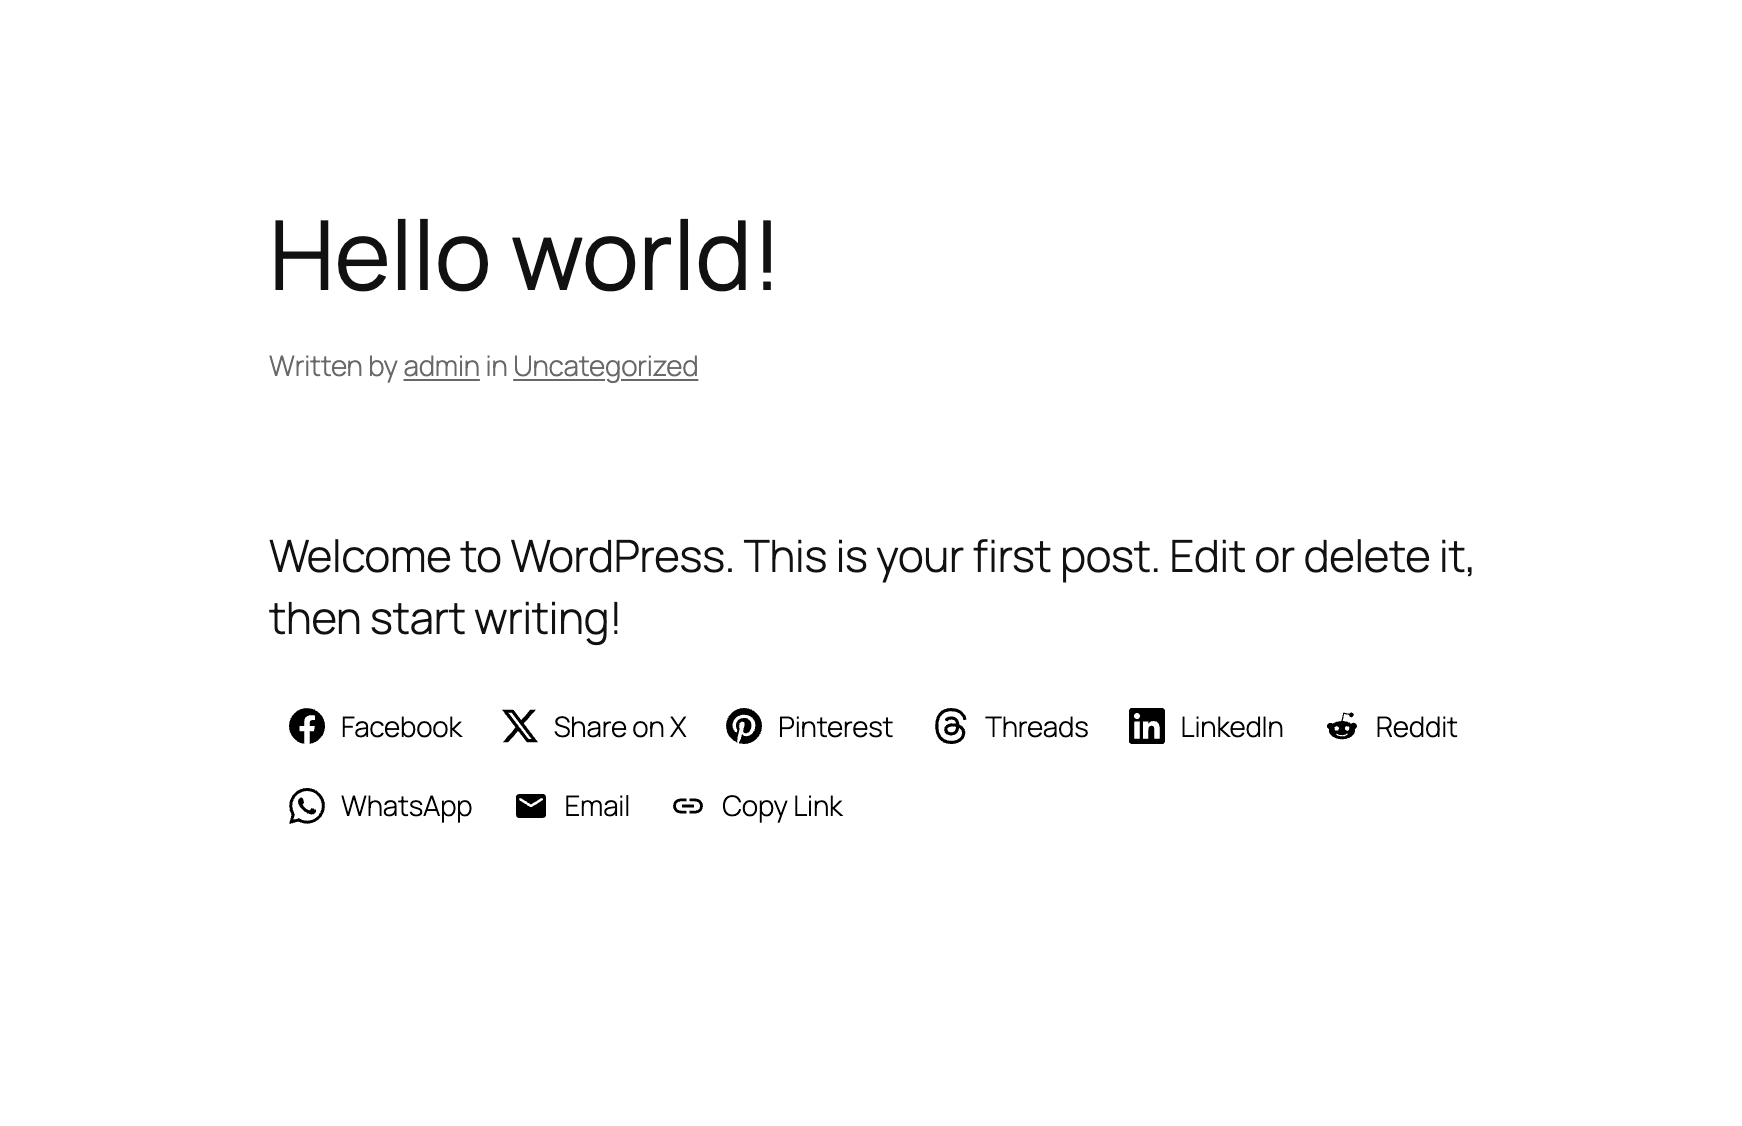 Hello world!
Written by admin in Uncategorized
Welcome to WordPress. This is your first post. Edit or delete it,
then start writing!
Facebook Share on X Pinterest Threads LinkedIn Reddit
WhatsApp Email Copy Link